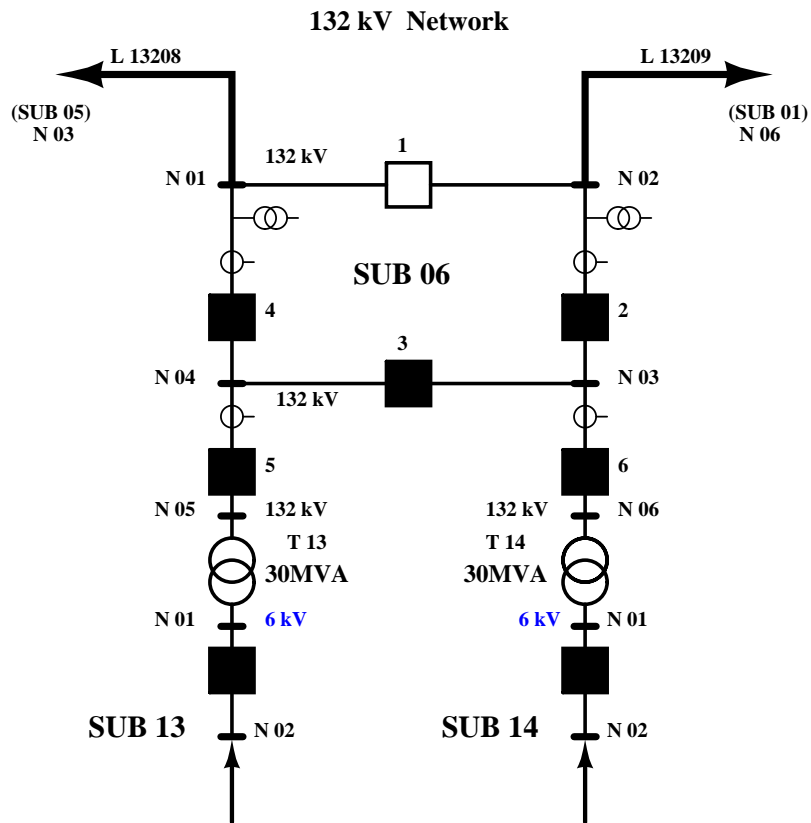 132 kV Network
L 13208
L 13209
(SUB 05)
N 03
(SUB 01)
N 06
1
132 kV
N 01
N 02
SUB 06
4
2
3
N 04
N 03
132 kV
5
6
N 05
132 kV
132 kV
N 06
T 13
T 14
30MVA
30MVA
N 01
6 kV
6 kV
N 01
SUB 13
N 02
SUB 14
N 02